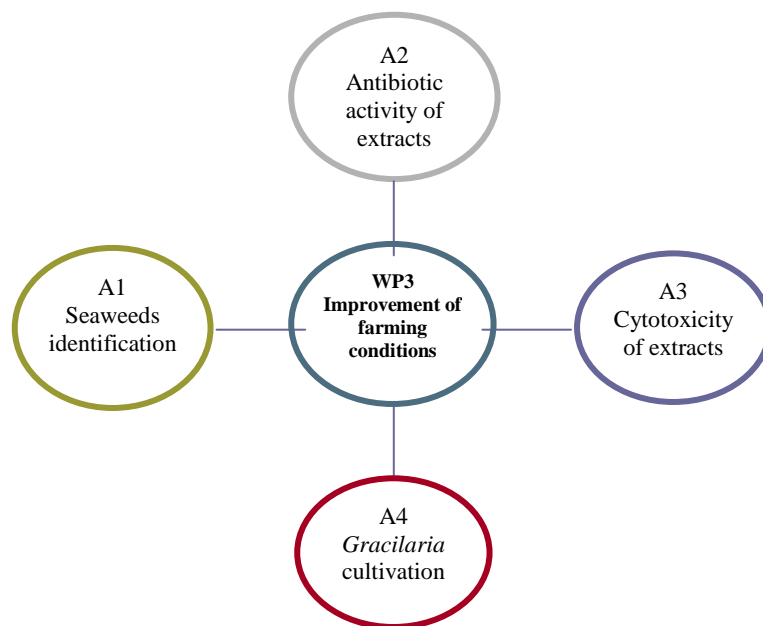 A2
Antibiotic
activity of
extracts
A1
Seaweeds
identification
WP3
Improvement of
farming
conditions
A3
Cytotoxicity
of extracts
A4
Gracilaria
cultivation